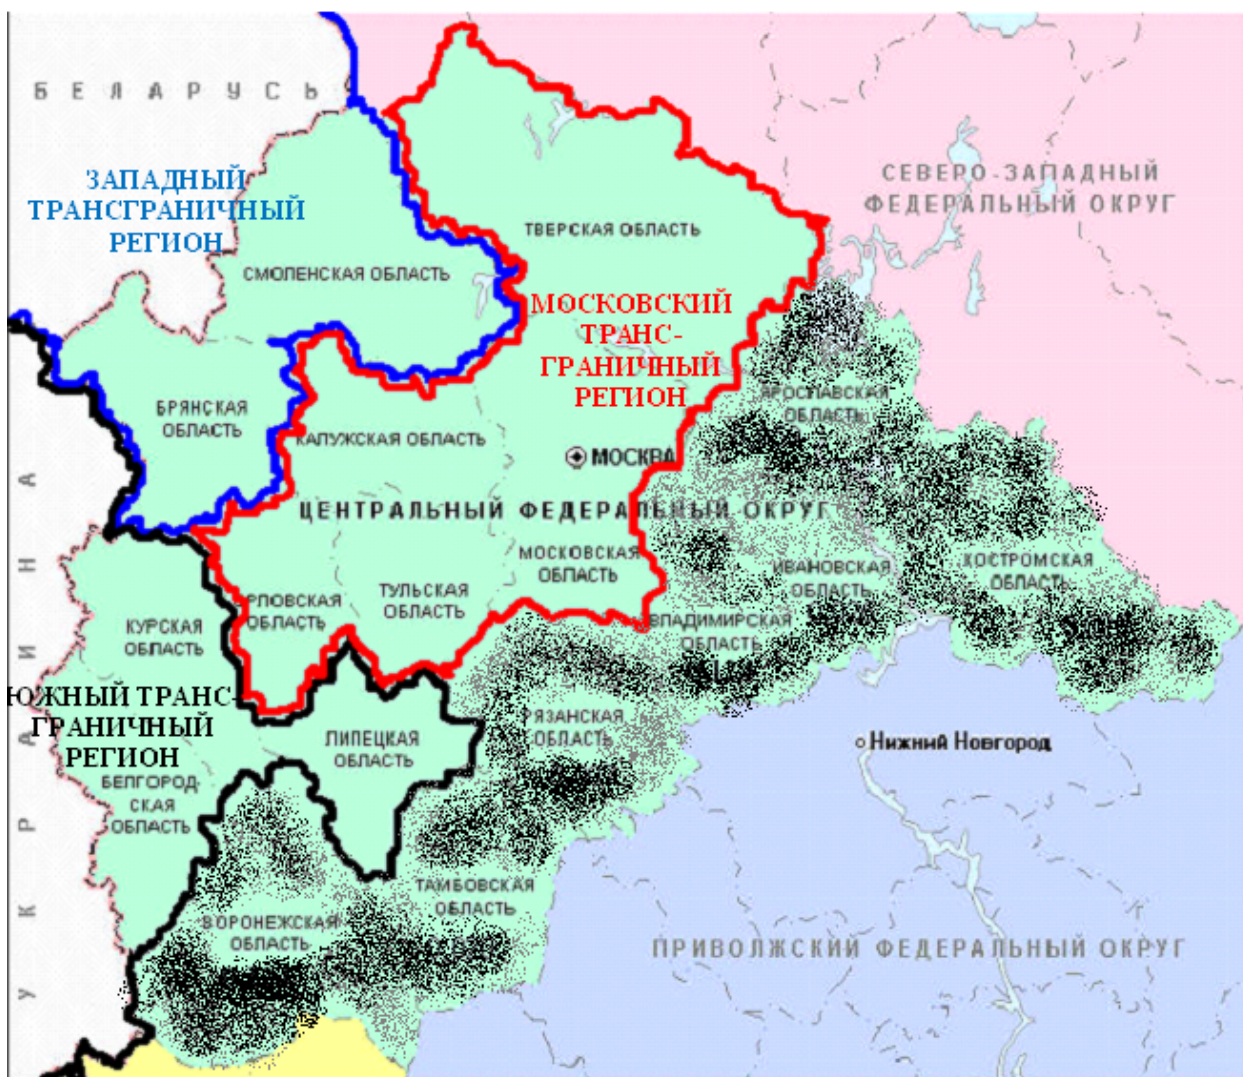 БЕЛАРУСЬ
ЗАПАДНЫЙ
ТРАНСГРАНИЧНЫЙ
РЕГИОН
СЕВЕРО-ЗАПАДНЫЙ
ФЕДЕРАЛЬНЫЙ ОКРУГ
ТВЕРСКАЯ ОБЛАСТЬ
СМОЛЕНСКАЯ ОБЛАСТЬ
МОСКОВСКИЙ
ТРАНС-
ГРАНИЧНЫЙ
РЕГИОН
ЯРОСЛАВСКАЯ
ОБЛАСТЬ
БРЯНСКАЯ
ОБЛАСТЬ
КАЛУЖСКАЯ ОБЛАСТЬ
МОСКВА
ЦЕНТРАЛЬНЫЙ ФЕДЕРАЛЬНЫЙ ОКРУГ
МОСКОВСКАЯ
ОБЛАСТЬ
ИВАНОВСКАЯ
ОБЛАСТЬ
КОСТРОМСКАЯ
ОБЛАСТЬ
ТУЛЬСКАЯ
ОБЛАСТЬ
РЛОВСКАЯ
ОБЛАСТЬ
ВЛАДИМИРСКАЯ
ОБЛАСТЬ
КУРСКАЯ
ОБЛАСТЬ
УКРАИНА
ЮЖНЫЙ ТРАНС-
ГРАНИЧНЫЙ
РЕГИОН
РЯЗАНСКАЯ
ОБЛАСТЬ
ЛИПЕЦКАЯ
ОБЛАСТЬ
Нижний Новгород
БЕЛГОРОД-
СКАЯ
ОБЛАСТЬ
ТАМБОВСКАЯ
ОБЛАСТЬ
ВОРОНЕЖСКАЯ
ОБЛАСТЬ
ПРИВОЛЖСКИЙ ФЕДЕРАЛЬНЫЙ ОКРУГ